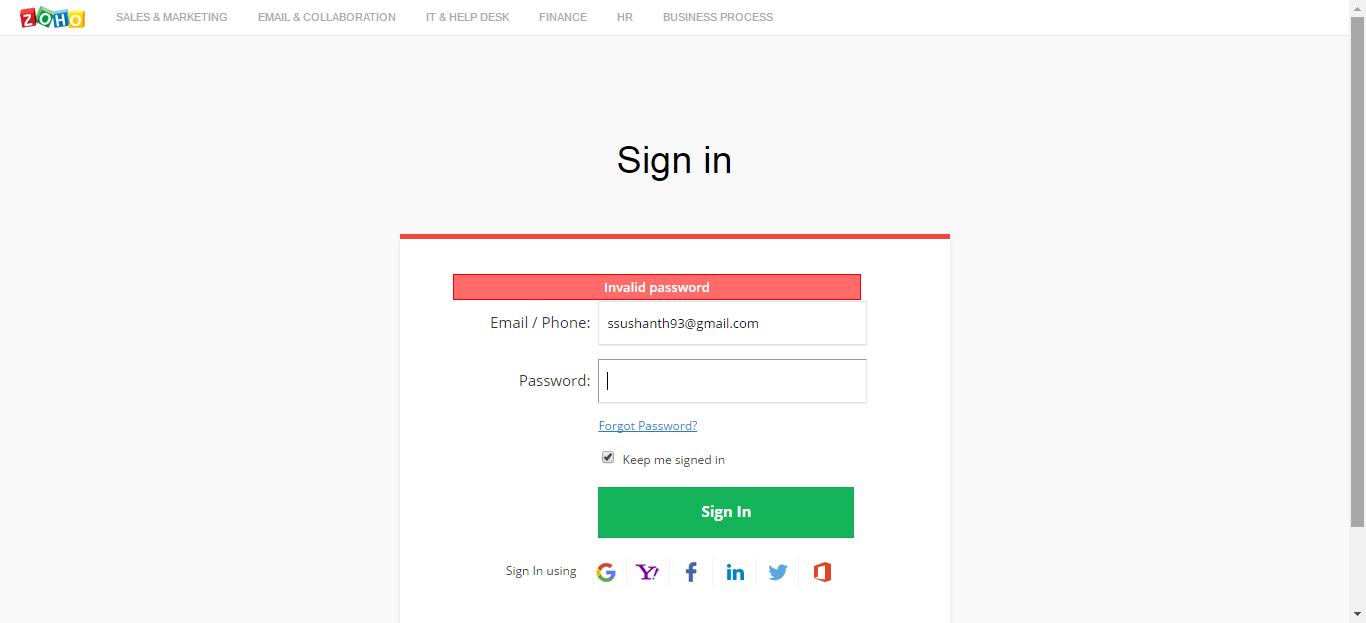 ZOHO SALES & MARKETING EMAIL & COLLABORATION IT & HELP DESK FINANCE HR BUSINESS PROCESS
Sign in
Invalid password
Email / Phone: ssushanth93@gmail.com
Password:
Forgot Password?
Keep me signed in
Sign In
Sign In using G Y! f in